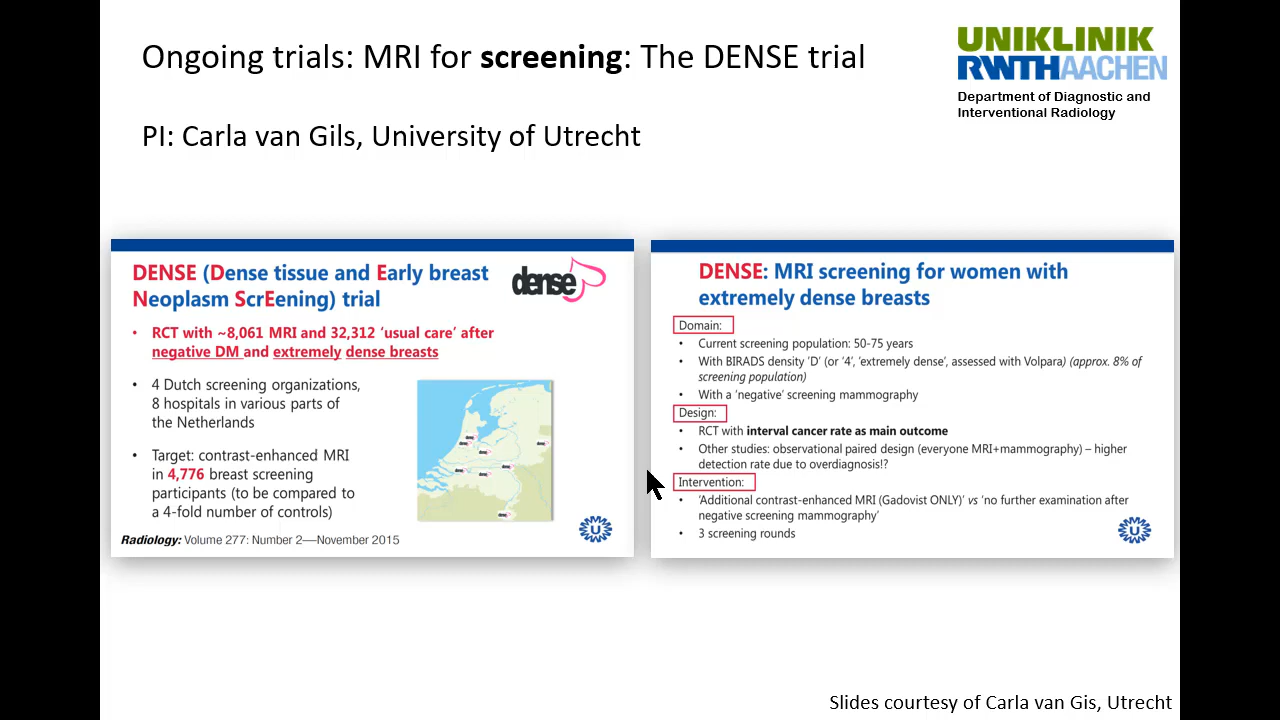 Ongoing trials: MRI for screening: The DENSE trial
PI: Carla van Gils, University of Utrecht
UNIKLINIK
RWTHAACHEN
Department of Diagnostic and
Interventional Radiology
DENSE (Dense tissue and Early breast
Neoplasm ScrEening) trial
dense
• RCT with ~8,061 MRI and 32,312 ‘usual care’ after
negative DM and extremely dense breasts
• 4 Dutch screening organizations,
8 hospitals in various parts of
the Netherlands
• Target: contrast-enhanced MRI
in 4,776 breast screening
participants (to be compared to
a 4-fold number of controls)
Radiology: Volume 277: Number 2—November 2015
DENSE: MRI screening for women with
extremely dense breasts
Domain:
• Current screening population: 50-75 years
• With BIRADS density ‘D’ (or ‘4’, ‘extremely dense’, assessed with Volpara) (approx. 8% of
screening population)
• With a ‘negative’ screening mammography
Design:
• RCT with interval cancer rate as main outcome
• Other studies: observational paired design (everyone MRI+mammography) – higher
detection rate due to overdiagnosis!?
Intervention:
• ‘Additional contrast-enhanced MRI (Gadovist ONLY)’ vs ‘no further examination after
negative screening mammography’
• 3 screening rounds
Slides courtesy of Carla van Gis, Utrecht